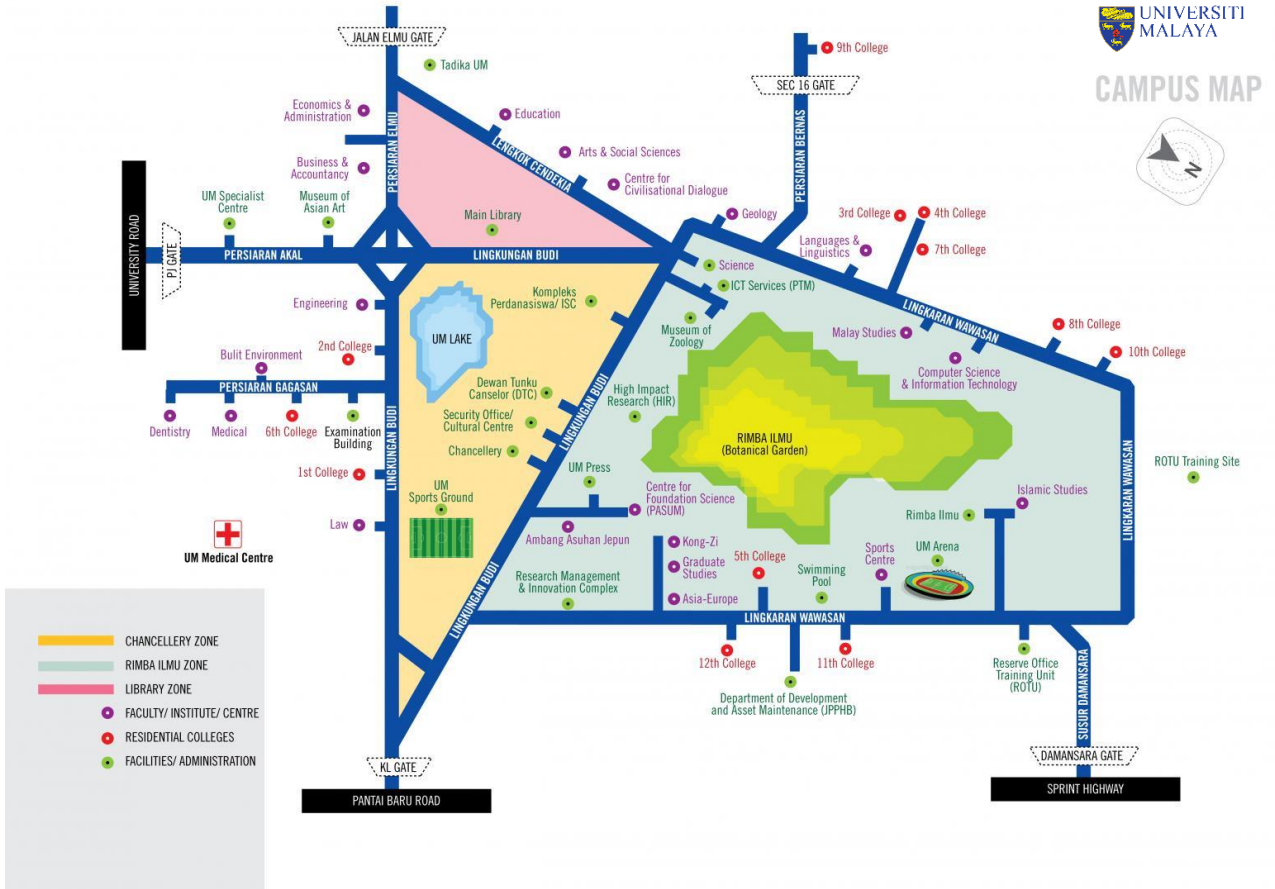 UNIVERSITI
MALAYA
CAMPUS MAP
N
JALAN ELMU GATE
Tadika UM
9th College
SEC 16 GATE
Economics &
Administration
Education
PERSIARAN ELMU
LENGKOK CENDEKIA
PERSIARAN BERNAS
Arts & Social Sciences
Business &
Accountancy
Centre for
Civilisational Dialogue
UM Specialist
Centre
Museum of
Asian Art
Main Library
Geology
3rd College
4th College
7th College
Languages &
Linguistics
UNIVERSITY ROAD
PJ GATE
PERSIARAN AKAL
LINGKUNGAN BUDI
Science
ICT Services (PTM)
Engineering
Kompleks
Perdanasiswa/ ISC
LINGKARAN WAWASAN
UM LAKE
Museum of
Zoology
Malay Studies
8th College
10th College
2nd College
Computer Science
& Information Technology
Bulit Environment
PERSIARAN GAGASAN
Dewan Tunku
Canselor (DTC)
High Impact
Research (HIR)
LINGKUNGAN BUDI
Dentistry
Medical
6th College
Examination
Building
Security Office/
Cultural Centre
Chancellery
RIMBA ILMU
(Botanical Garden)
LINGKUNGAN BUDI
LINGKARAN WAWASAN
1st College
UM
Sports Ground
UM Press
Centre for
Foundation Science
(PASUM)
Islamic Studies
ROTU Training Site
Law
Ambang Asuhan Jepun
Rimba Ilmu
UM Medical Centre
Kong-Zi
Graduate
Studies
Asia-Europe
5th College
Swimming
Pool
Sports
Centre
UM Arena
Research Management
& Innovation Complex
LINGKUNGAN BUDI
LINGKARAN WAWASAN
12th College
11th College
Reserve Office
Training Unit
(ROTU)
Department of Development
and Asset Maintenance (JPPHB)
SUSUR DAMANSARA
KL GATE
PANTAI BARU ROAD
DAMANSARA GATE
SPRINT HIGHWAY
CHANCELLERY ZONE
RIMBA ILMU ZONE
LIBRARY ZONE
FACULTY/ INSTITUTE/ CENTRE
RESIDENTIAL COLLEGES
FACILITIES/ ADMINISTRATION